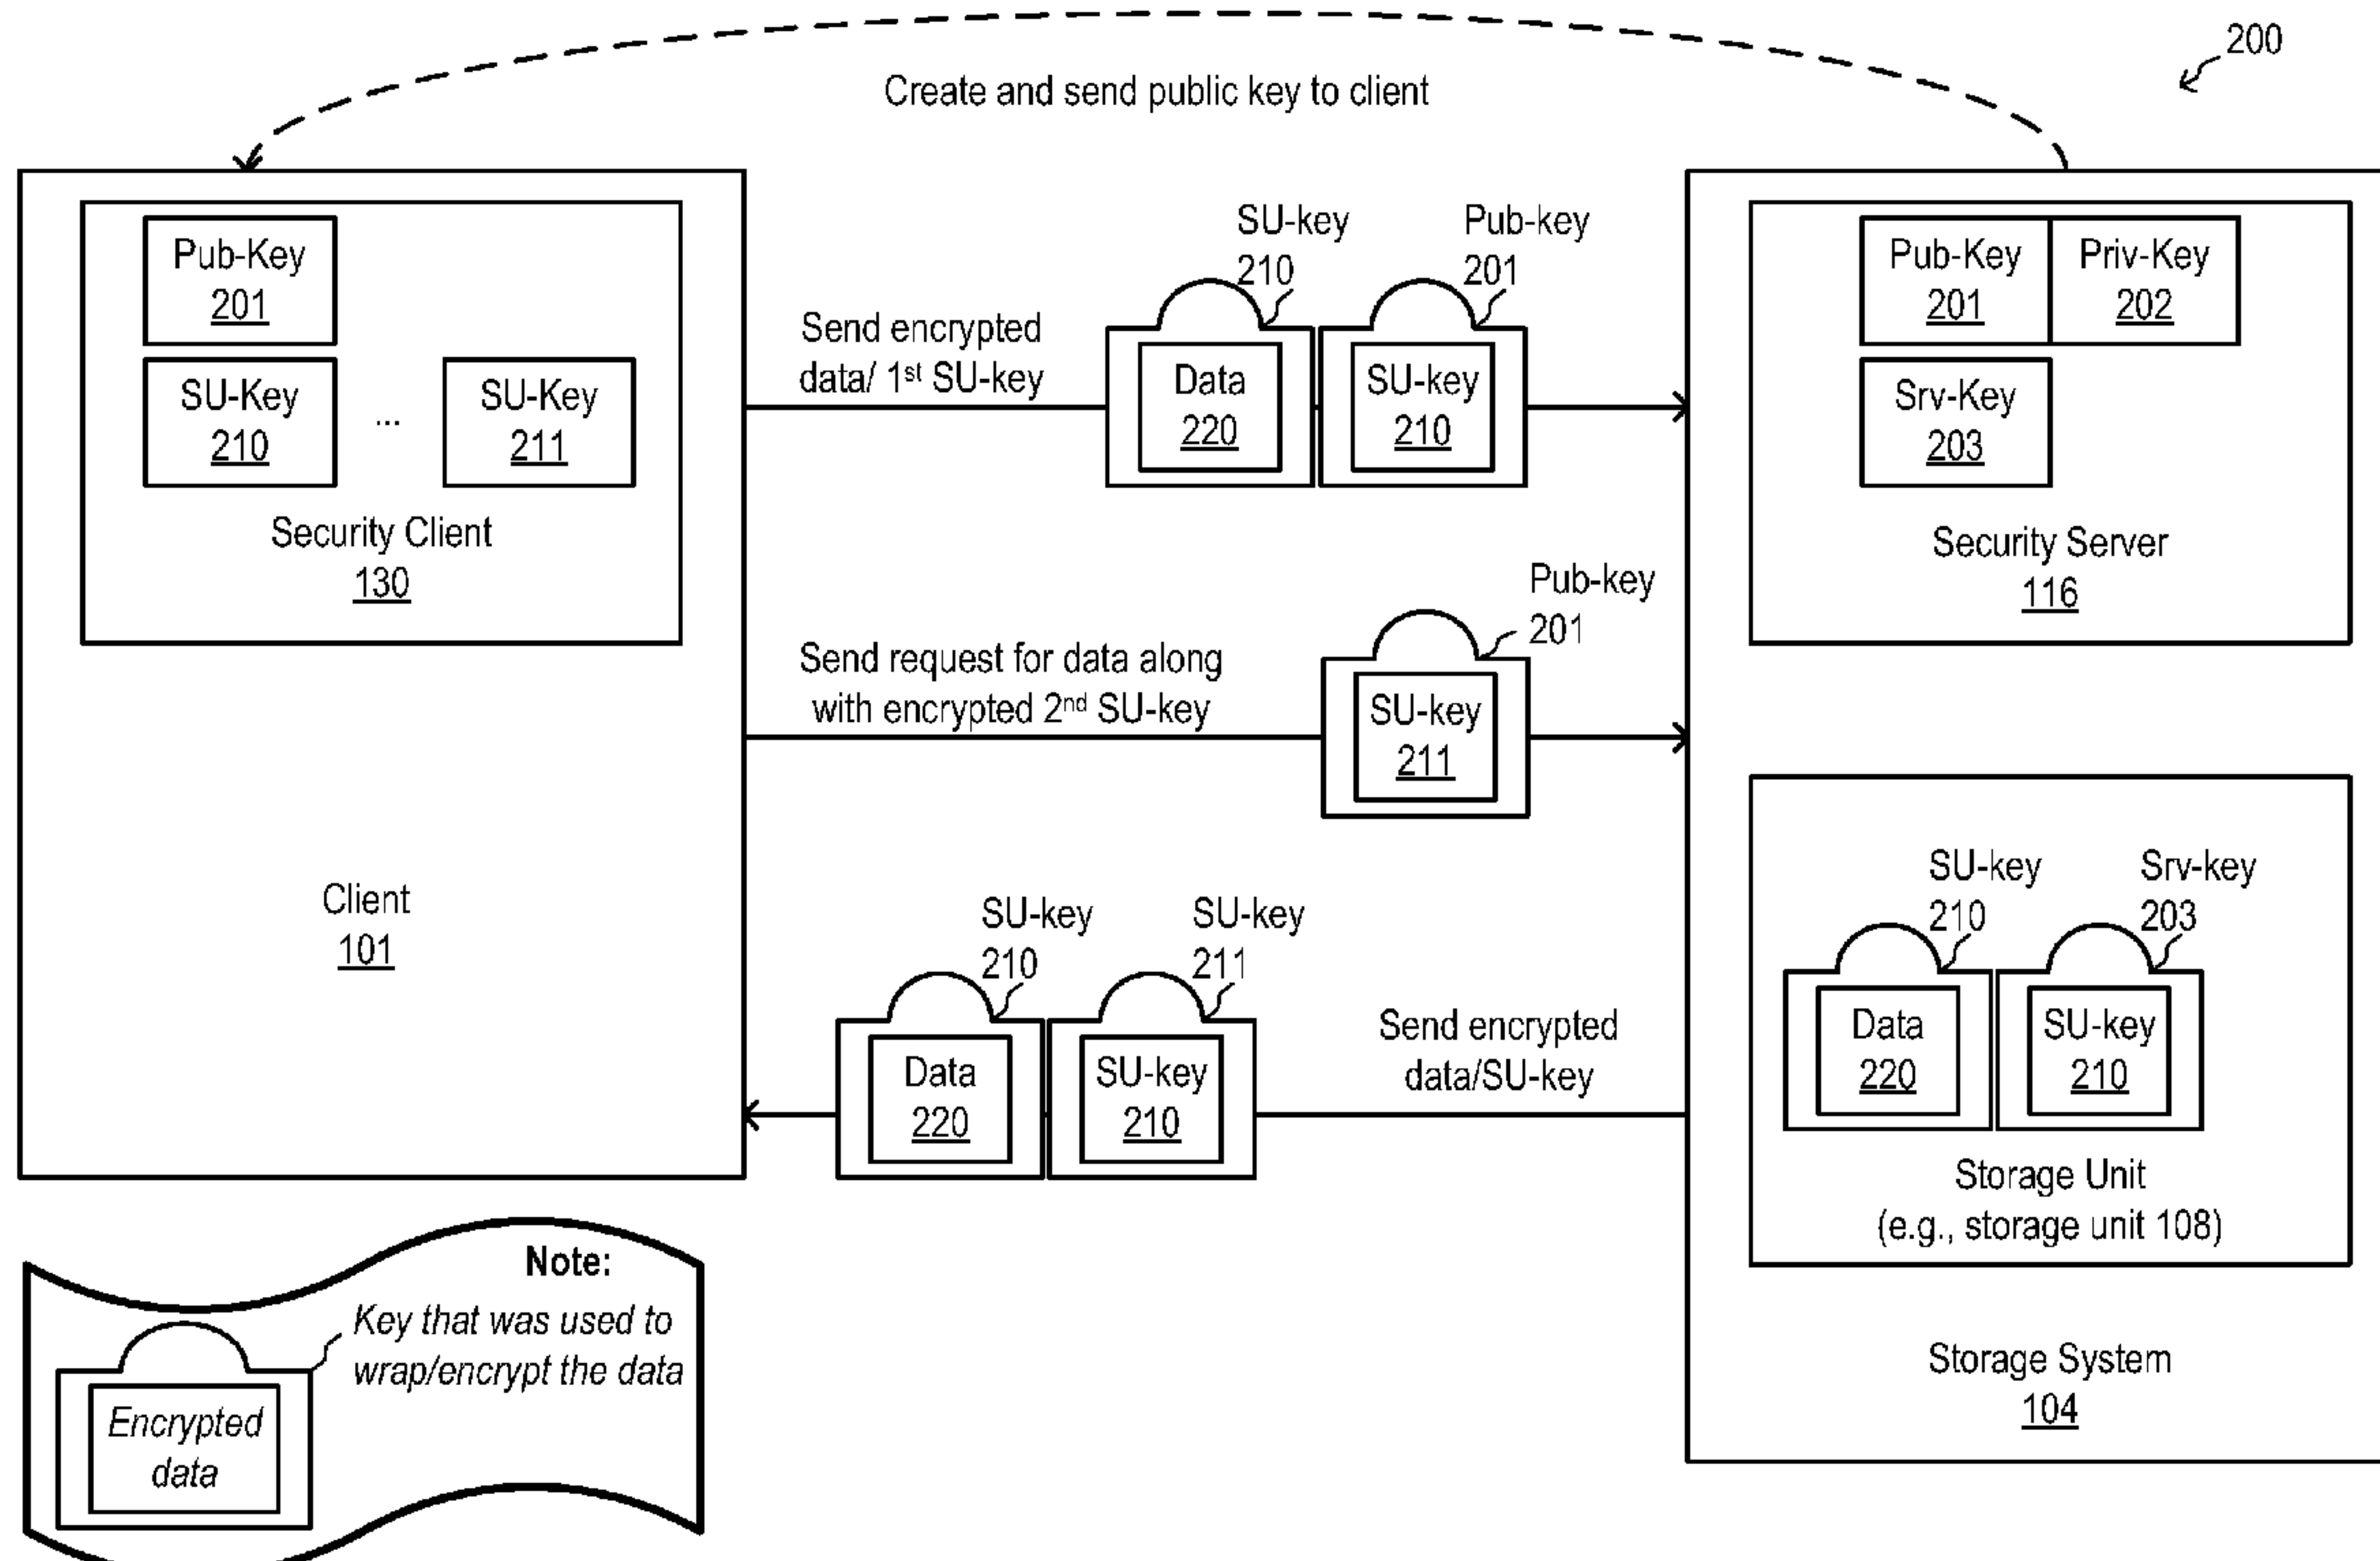 200
Create and send public key to client
Pub-Key
201
SU-Key
210
...
SU-Key
211
Security Client
130
Client
101
Send encrypted
data/ 1st SU-key
SU-key
210
Pub-key
201
Data
220
SU-key
210
Send request for data along
with encrypted 2nd SU-key
Pub-key
201
SU-key
211
SU-key
210
SU-key
211
Data
220
SU-key
210
Send encrypted
data/SU-key
Pub-Key
201
Priv-Key
202
Srv-Key
203
Security Server
116
SU-key
210
Srv-key
203
Data
220
SU-key
210
Storage Unit
(e.g., storage unit 108)
Storage System
104
Note:
Key that was used to
wrap/encrypt the data
Encrypted
data